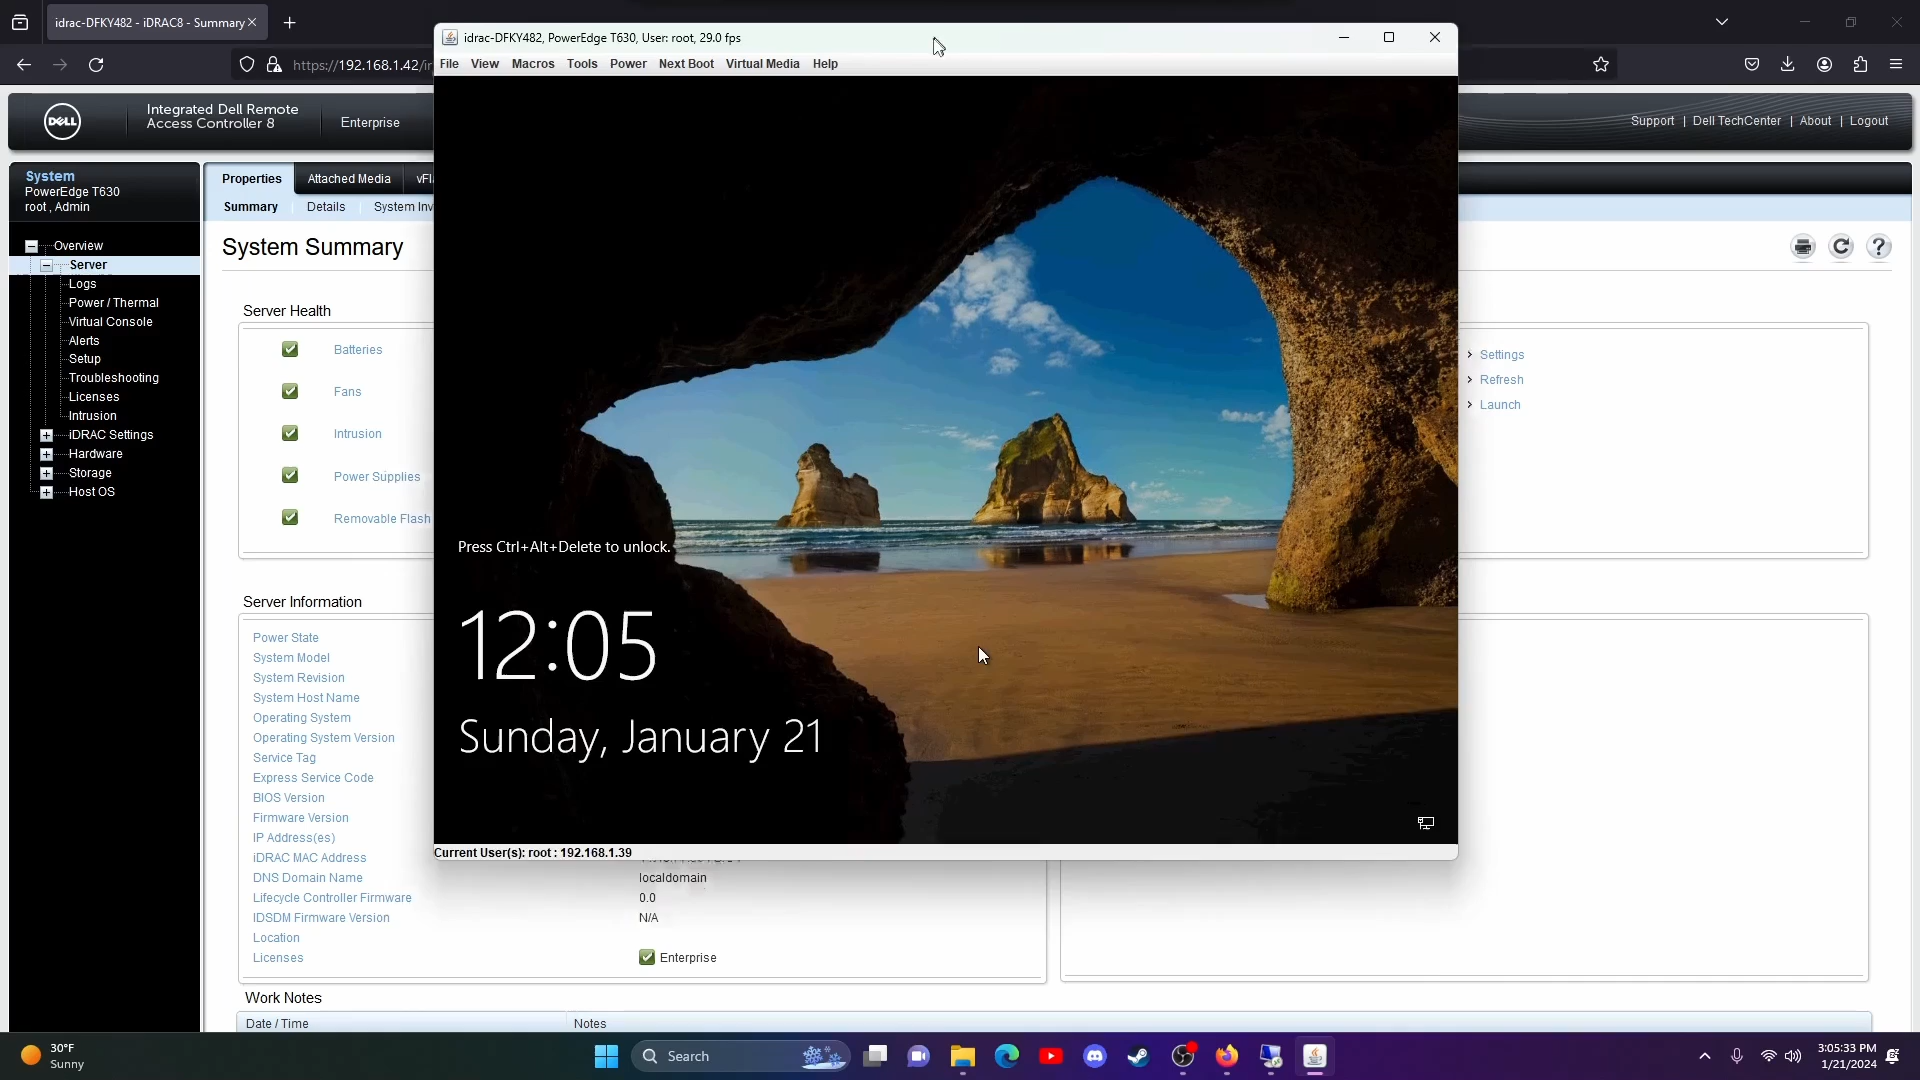 idrac-DFKY482 - iDRAC8 - Summary
idrac-DFKY482, PowerEdge T630, User: root, 29.0 fps
https://192.168.1.42/
File View Macros Tools Power Next Boot Virtual Media Help
DELL
Integrated Dell Remote
Access Controller 8
Enterprise
Support | Dell TechCenter | About | Logout
System
PowerEdge T630
root , Admin
Properties
Attached Media
Summary
Details
System Inv
Overview
Server
Logs
Power / Thermal
Virtual Console
Alerts
Setup
Troubleshooting
Licenses
Intrusion
iDRAC Settings
Hardware
Storage
Host OS
System Summary
Server Health
Batteries
Fans
Intrusion
Power Supplies
Removable Flash
Settings
Refresh
Launch
Press Ctrl+Alt+Delete to unlock.
12:05
Sunday, January 21
Current User(s): root : 192.168.1.39
Server Information
Power State
System Model
System Revision
System Host Name
Operating System
Operating System Version
Service Tag
Express Service Code
BIOS Version
Firmware Version
IP Address(es)
iDRAC MAC Address
DNS Domain Name localdomain
Lifecycle Controller Firmware 0.0
IDSDM Firmware Version N/A
Location
Licenses Enterprise
Work Notes
Date / Time Notes
30°F
Sunny
Search
3:05:33 PM
1/21/2024